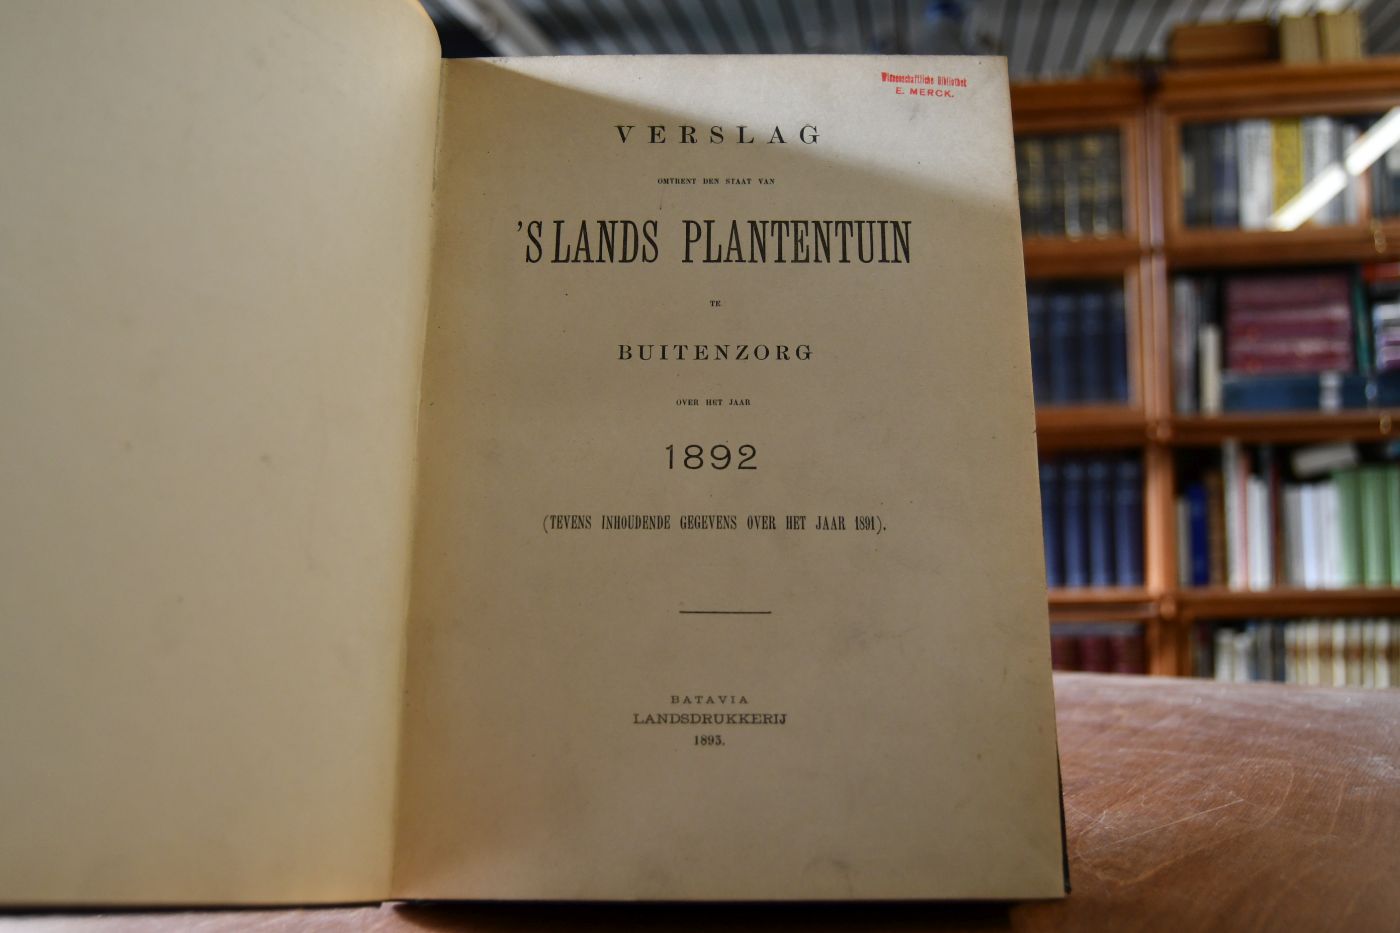 Wissenschaftliche Bibliothek
E. MERCK.
VERSLAG
OMTRENT DEN STAAT VAN
'S LANDS PLANTENTUIN
TE
BUITENZORG
OVER HET JAAR
1892
(TEVENS INHOUDENDE GEGEVENS OVER HET JAAR 1891).
BATAVIA
LANDSDRUKKERIJ
1893.